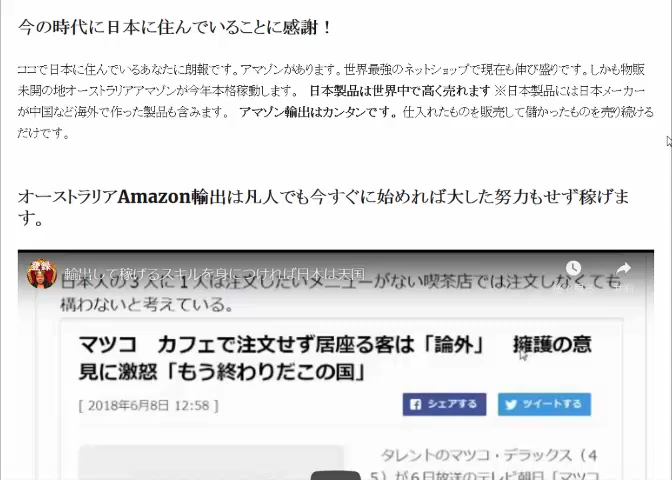 今の時代に日本に住んでいることに感謝！
ココで日本に住んでいるあなたに朗報です。アマゾンがあります。世界最強のネットショップで現在も伸び盛りです。しかも物販
未開の地オーストラリアアマゾンが今年本格稼動します。 日本製品は世界中で高く売れます ※日本製品には日本メーカー
が中国など海外で作った製品も含みます。 アマゾン輸出はカンタンです。 仕入れたものを販売して儲かったものを売り続ける
だけです。
オーストラリアAmazon輸出は凡人でも今すぐに始めれば大した努力もせず稼げま
す。
輸出して稼げるスキルを身につければ日本は天国
日本人の３人に１人は注文したいメニューがない喫茶店では注文しなくても
構わないと考えている。
マツコ カフェで注文せず居座る客は「論外」 擁護の意
見に激怒「もう終わりだこの国」
[ 2018年6月8日 12:58 ]
シェアする
ツイートする
タレントのマツコ・デラックス（４
５）が６日放送のテレビ朝日「マツコ